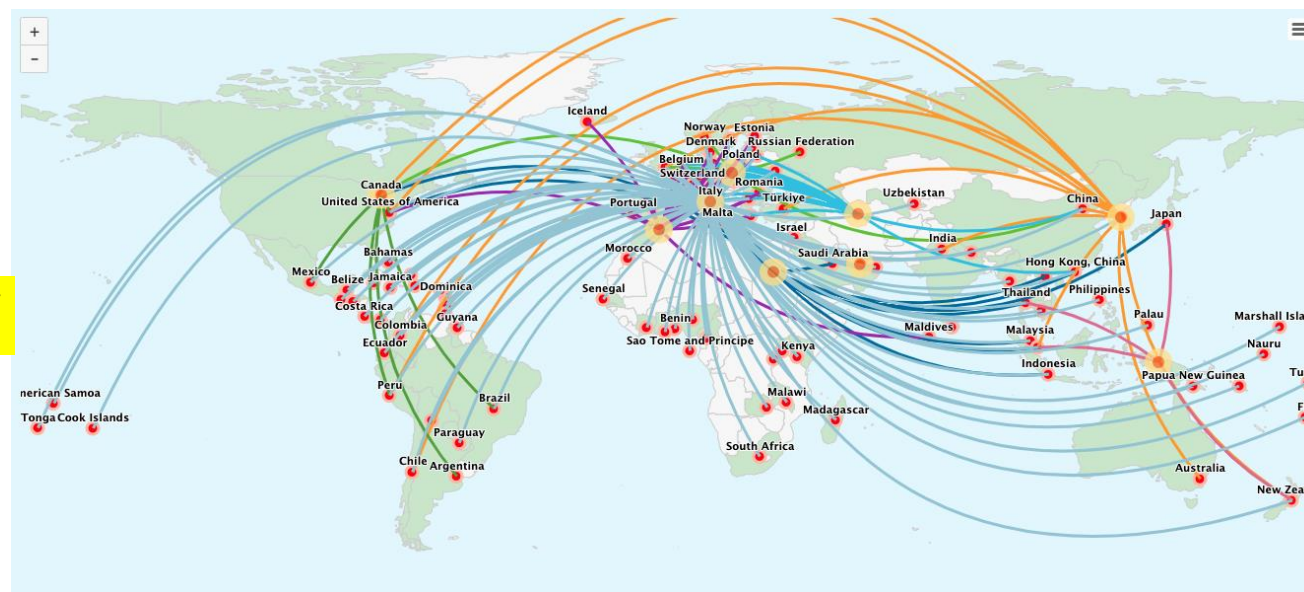 +
-
Iceland
Norway Estonia
Denmark Russian Federation
Belgium Poland
Switzerland
Romania
Italy
Canada
United States of America
Portugal
Malta
Türkiye
Uzbekistan
China
Japan
Israel
India
Morocco
Saudi Arabia
Hong Kong, China
Bahamas
Mexico
Belize Jamaica
Dominica
Senegal
Thailand
Philippines
Costa Rica
Guyana
Colombia
Benin
Maldives
Malaysia
Palau
Marshall Isla
Ecuador
Sao Tome and Principe
Kenya
Nauru
Indonesia
Papua New Guinea
Tu
Peru
merican Samoa
Brazil
Malawi
Madagascar
F
Tonga Cook Islands
Paraguay
South Africa
Chile Argentina
Australia
New Zea